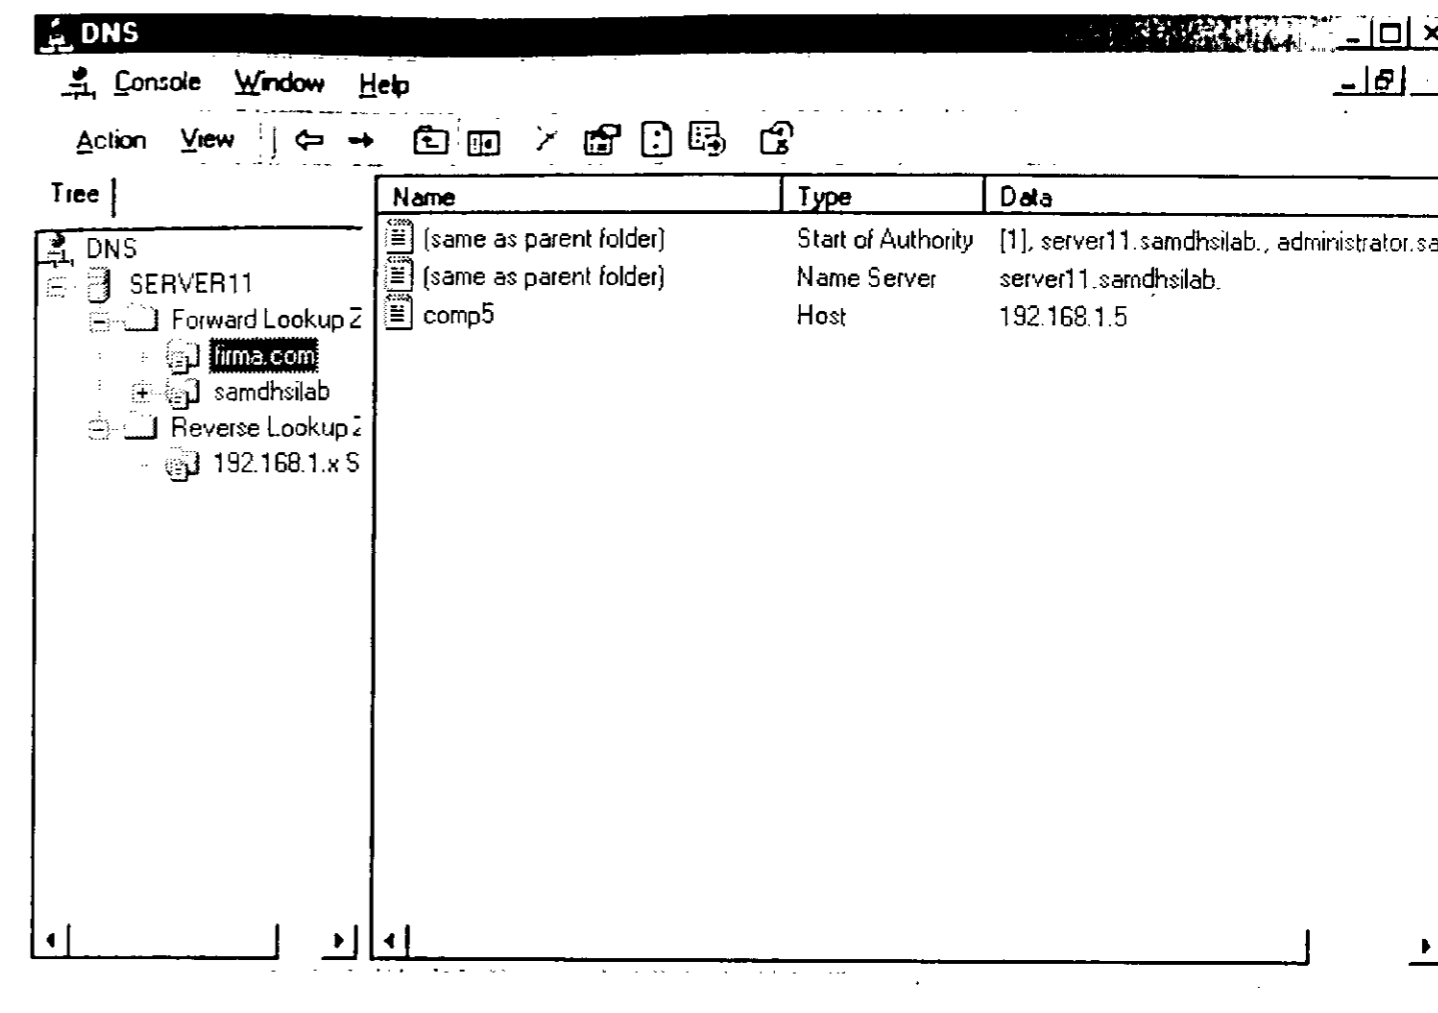 DNS
Console Window Help
Action View
Tree
Name Type Data
DNS
SERVER11
Forward Lookup Z
firma.com
samdhsilab
Reverse Lookup Z
192.168.1.x S
(same as parent folder) Start of Authority [1], server11.samdhsilab., administrator.sa
(same as parent folder) Name Server server11.samdhsilab.
comp5 Host 192.168.1.5